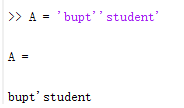 >> A = 'bupt''student'
A =
bupt'student